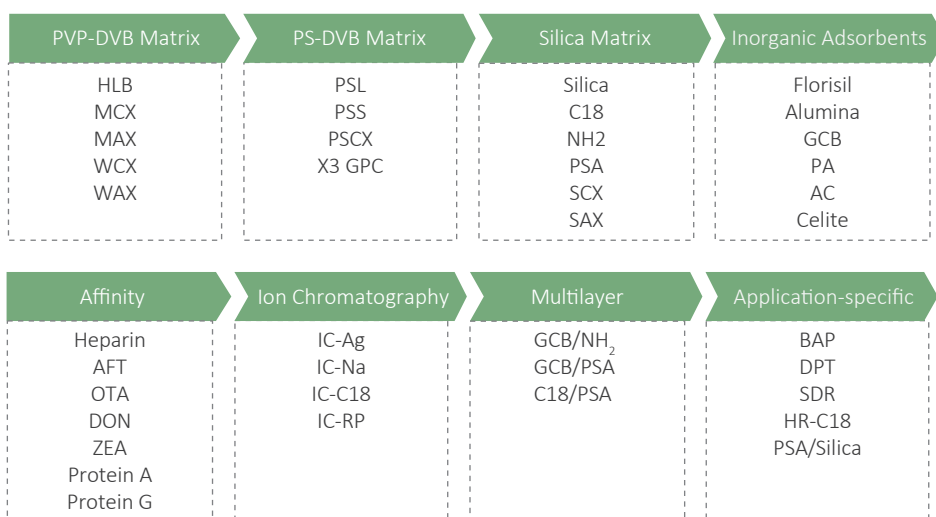 PVP-DVB Matrix
HLB
MCX
MAX
WCX
WAX
PS-DVB Matrix
PSL
PSS
PSCX
X3 GPC
Silica Matrix
Silica
C18
NH2
PSA
SCX
SAX
Inorganic Adsorbents
Florisil
Alumina
GCB
PA
AC
Celite
Affinity
Heparin
AFT
OTA
DON
ZEA
Protein A
Protein G
Ion Chromatography
IC-Ag
IC-Na
IC-C18
IC-RP
Multilayer
GCB/NH₂
GCB/PSA
C18/PSA
Application-specific
BAP
DPT
SDR
HR-C18
PSA/Silica